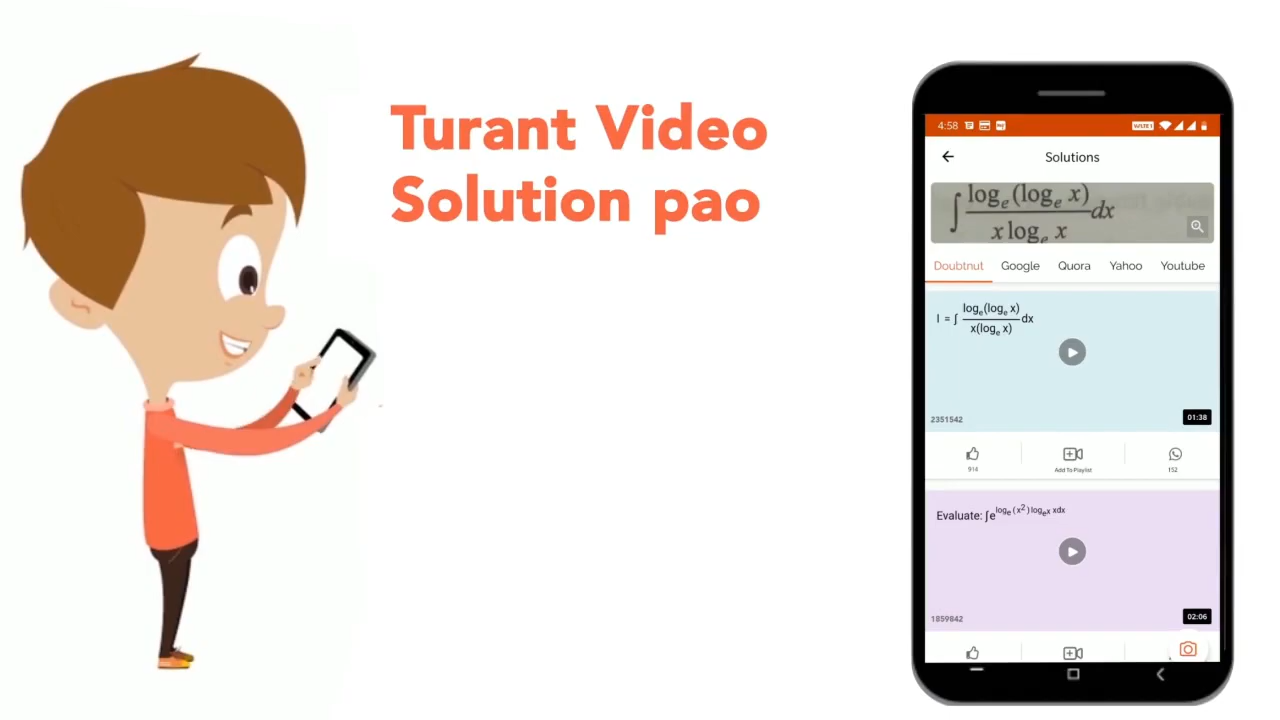 Turant Video
Solution pao
4:58
Solutions
∫ logₑ(logₑ x) / x logₑ x dx
Doubtnut Google Quora Yahoo Youtube
I = ∫ logₑ(logₑ x) / x(logₑ x) dx
2351542 01:38
914 Add To Playlist 152
Evaluate: ∫e^logₑ(x²)logₑx xdx
1859842 02:06